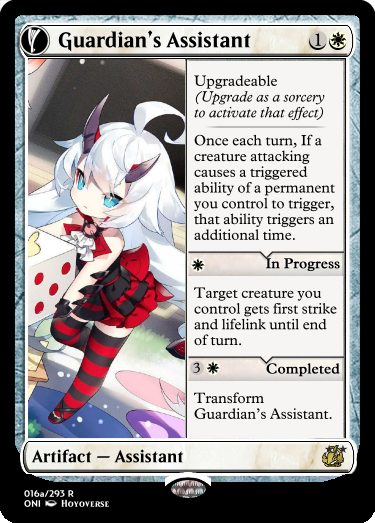 Guardian's Assistant 1
Upgradeable
(Upgrade as a sorcery
to activate that effect)
Once each turn, If a
creature attacking
causes a triggered
ability of a permanent
you control to trigger,
that ability triggers an
additional time.
In Progress
Target creature you
control gets first strike
and lifelink until end
of turn.
3 Completed
Transform
Guardian's Assistant.
Artifact — Assistant
016a/293 R
ONI Hoyoverse